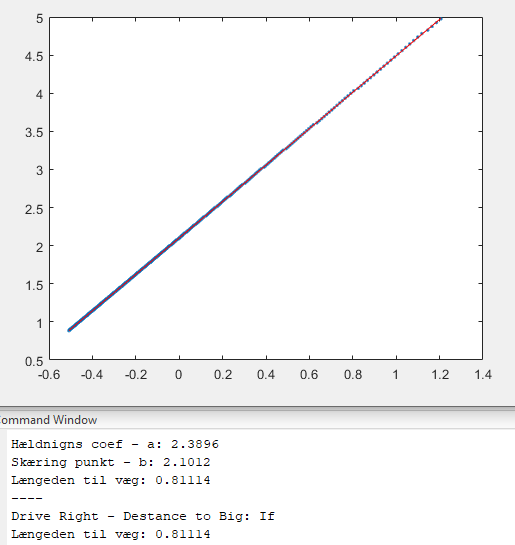 5
4.5
4
3.5
3
2.5
2
1.5
1
0.5
-0.6 -0.4 -0.2 0 0.2 0.4 0.6 0.8 1 1.2 1.4
ommand Window
Hældnigns coef - a: 2.3896
Skæring punkt - b: 2.1012
Længeden til væg: 0.81114
----
Drive Right - Destance to Big: If
Længeden til væg: 0.81114